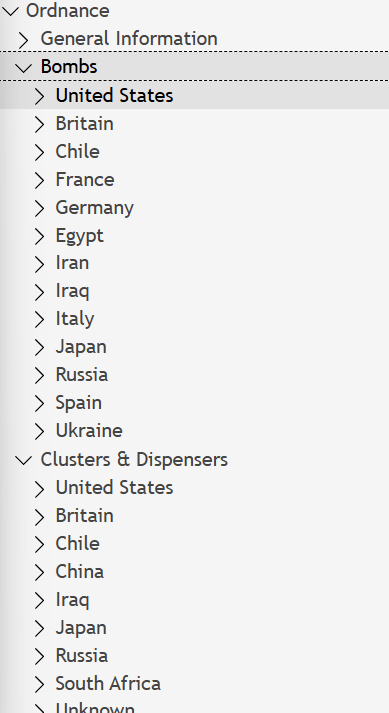 Ordnance
General Information
Bombs
United States
Britain
Chile
France
Germany
Egypt
Iran
Iraq
Italy
Japan
Russia
Spain
Ukraine
Clusters & Dispensers
United States
Britain
Chile
China
Iraq
Japan
Russia
South Africa
Unknown